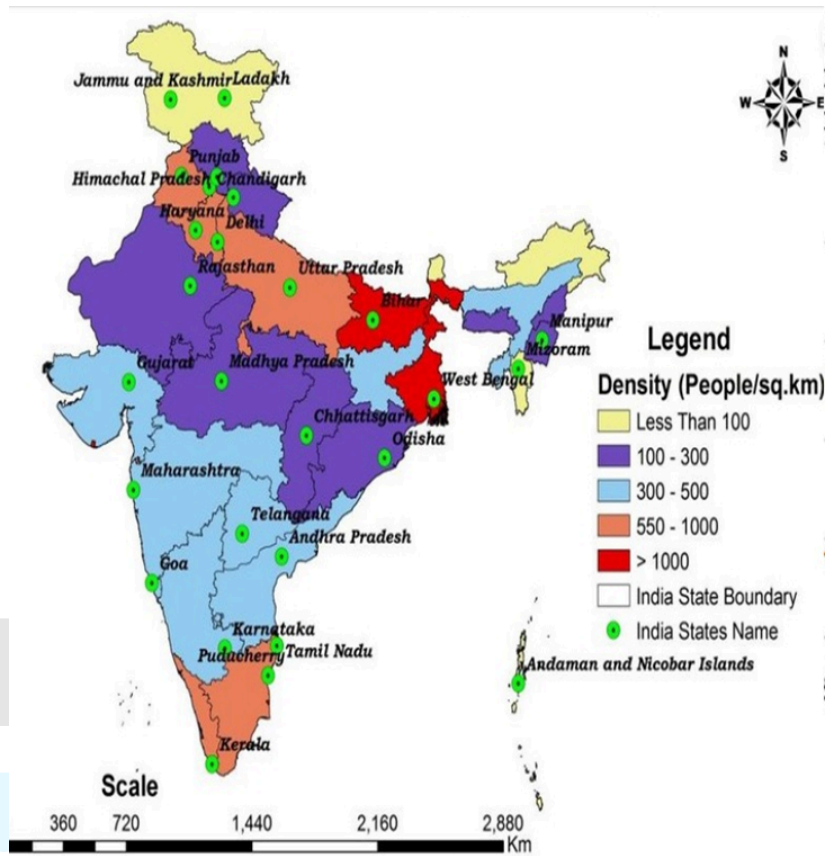 N
W E
S
Jammu and Kashmir Ladakh
Punjab
Himachal Pradesh Chandigarh
Haryana Delhi
Rajasthan Uttar Pradesh
Bihar
Manipur
Mizoram
Gujarat Madhya Pradesh
West Bengal
Chhattisgarh
Odisha
Maharashtra
Telangana
Andhra Pradesh
Goa
Karnataka
Pudacherry Tamil Nadu
Kerala
Andaman and Nicobar Islands
Legend
Density (People/sq.km)
Less Than 100
100 - 300
300 - 500
550 - 1000
> 1000
India State Boundary
India States Name
Scale
360 720 1,440 2,160 2,880
Km